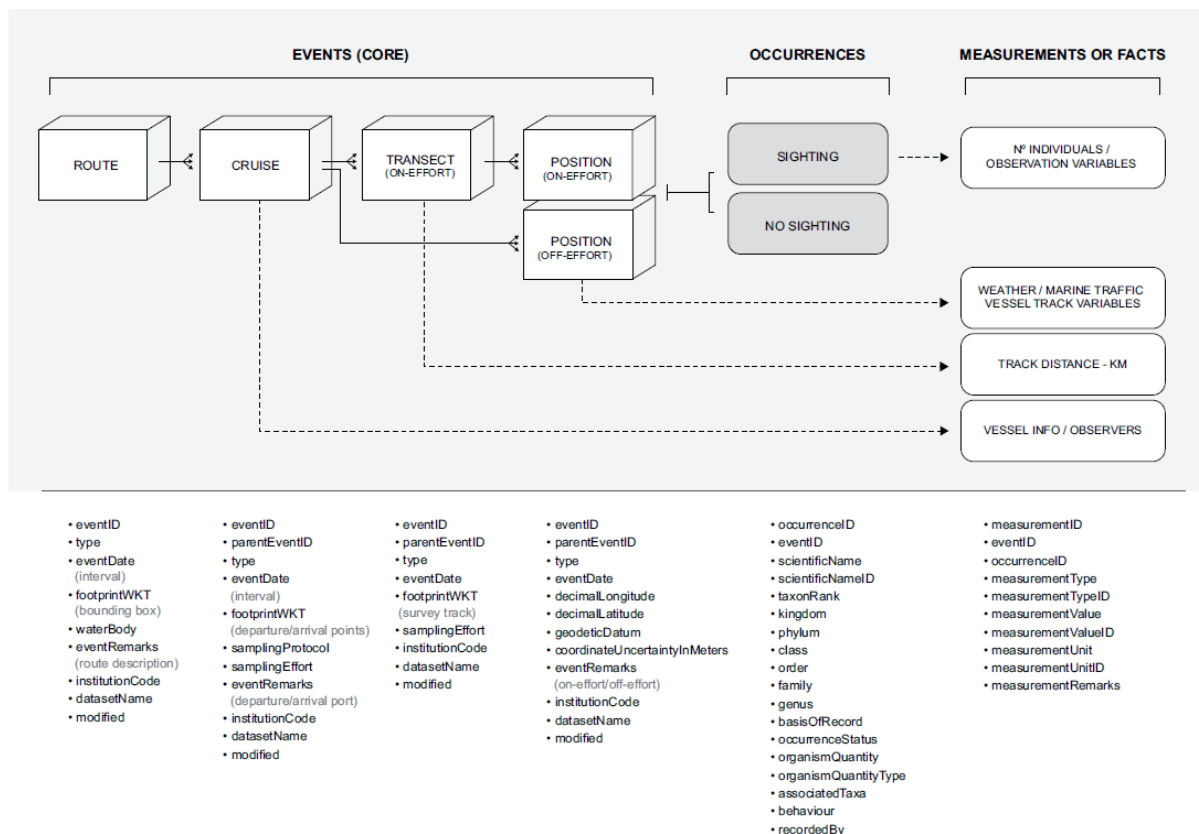 EVENTS (CORE)
OCCURRENCES
MEASUREMENTS OR FACTS
ROUTE
CRUISE
TRANSECT
(ON-EFFORT)
POSITION
(ON-EFFORT)
POSITION
(OFF-EFFORT)
SIGHTING
NO SIGHTING
Nº INDIVIDUALS /
OBSERVATION VARIABLES
WEATHER / MARINE TRAFFIC
VESSEL TRACK VARIABLES
TRACK DISTANCE - KM
VESSEL INFO / OBSERVERS
• eventID
• type
• eventDate
(interval)
• footprintWKT
(bounding box)
• waterBody
• eventRemarks
(route description)
• institutionCode
• datasetName
• modified
• eventID
• parentEventID
• type
• eventDate
(interval)
• footprintWKT
(departure/arrival points)
• samplingProtocol
• samplingEffort
• eventRemarks
(departure/arrival port)
• institutionCode
• datasetName
• modified
• eventID
• parentEventID
• type
• eventDate
• footprintWKT
(survey track)
• samplingEffort
• institutionCode
• datasetName
• modified
• eventID
• parentEventID
• type
• eventDate
• decimalLongitude
• decimalLatitude
• geodeticDatum
• coordinateUncertaintyInMeters
• eventRemarks
(on-effort/off-effort)
• institutionCode
• datasetName
• modified
• occurrenceID
• eventID
• scientificName
• scientificNameID
• taxonRank
• kingdom
• phylum
• class
• order
• family
• genus
• basisOfRecord
• occurrenceStatus
• organismQuantity
• organismQuantityType
• associatedTaxa
• behaviour
• recordedBy
• measurementID
• eventID
• occurrenceID
• measurementType
• measurementTypeID
• measurementValue
• measurementValueID
• measurementUnit
• measurementUnitID
• measurementRemarks